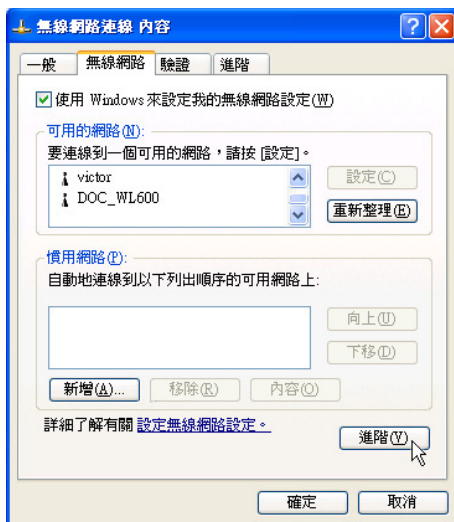 無線網路連線 內容
一般 無線網路 驗證 進階
使用 Windows 來設定我的無線網路設定(W)
可用的網路(N):
要連線到一個可用的網路，請按 [設定]。
victor
DOC_WL600
設定(C)
重新整理(E)
慣用網路(P):
自動地連線到以下列出順序的可用網路上:
向上(U)
下移(D)
新增(A)... 移除(R) 內容(O)
詳細了解有關 設定無線網路設定。
進階(V)
確定 取消